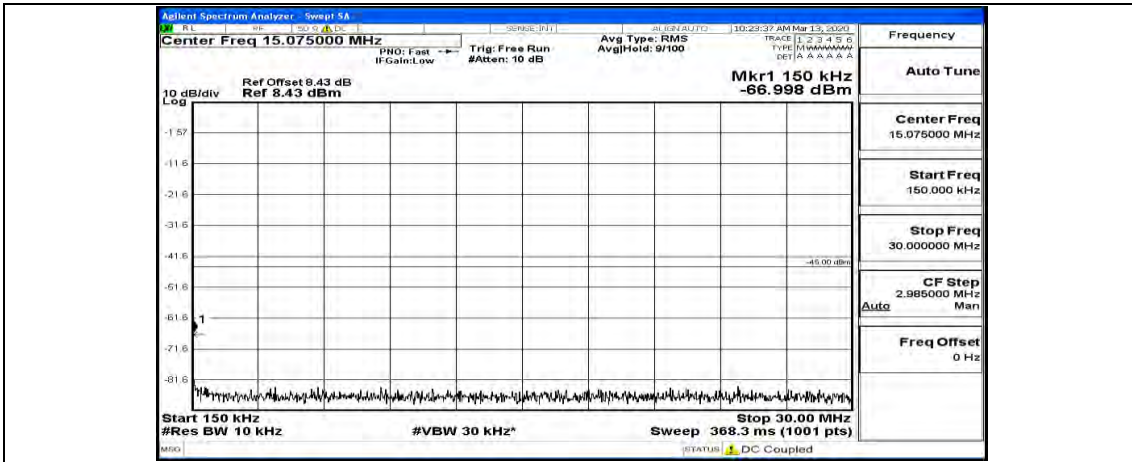 Agilent Spectrum Analyzer - Swept SA
RL RF 50 Ω DC SENSE:INT ALIGN AUTO 10:23:37 AM Mar 13, 2020
Center Freq 15.075000 MHz
PNO: Fast
IFGain:Low
Trig: Free Run
#Atten: 10 dB
Avg Type: RMS
Avg|Hold: 9/100
TRACE 1 2 3 4 5 6
TYPE M W W W W W
DET A A A A A A
Ref Offset 8.43 dB
Ref 8.43 dBm
10 dB/div
Log
Mkr1 150 kHz
-66.998 dBm
-1.57
-11.6
-21.6
-31.6
-41.6
-45.00 dBm
-51.6
-61.6
1
-71.6
-81.6
Start 150 kHz
Stop 30.00 MHz
#Res BW 10 kHz
#VBW 30 kHz*
Sweep 368.3 ms (1001 pts)
MSG
STATUS
DC Coupled
Frequency
Auto Tune
Center Freq
15.075000 MHz
Start Freq
150.000 kHz
Stop Freq
30.000000 MHz
CF Step
2.985000 MHz
Auto Man
Freq Offset
0 Hz